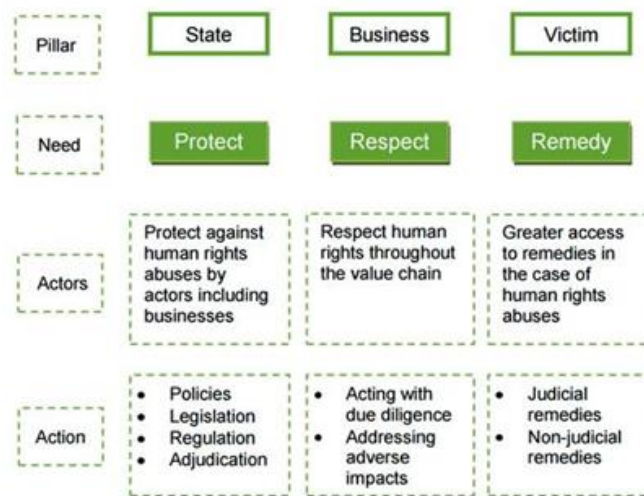 Pillar
State
Business
Victim
Need
Protect
Respect
Remedy
Actors
Protect against
human rights
abuses by
actors including
businesses
Respect human
rights throughout
the value chain
Greater access
to remedies in
the case of
human rights
abuses
Action
• Policies
• Legislation
• Regulation
• Adjudication
• Acting with
due diligence
• Addressing
adverse
impacts
• Judicial
remedies
• Non-judicial
remedies